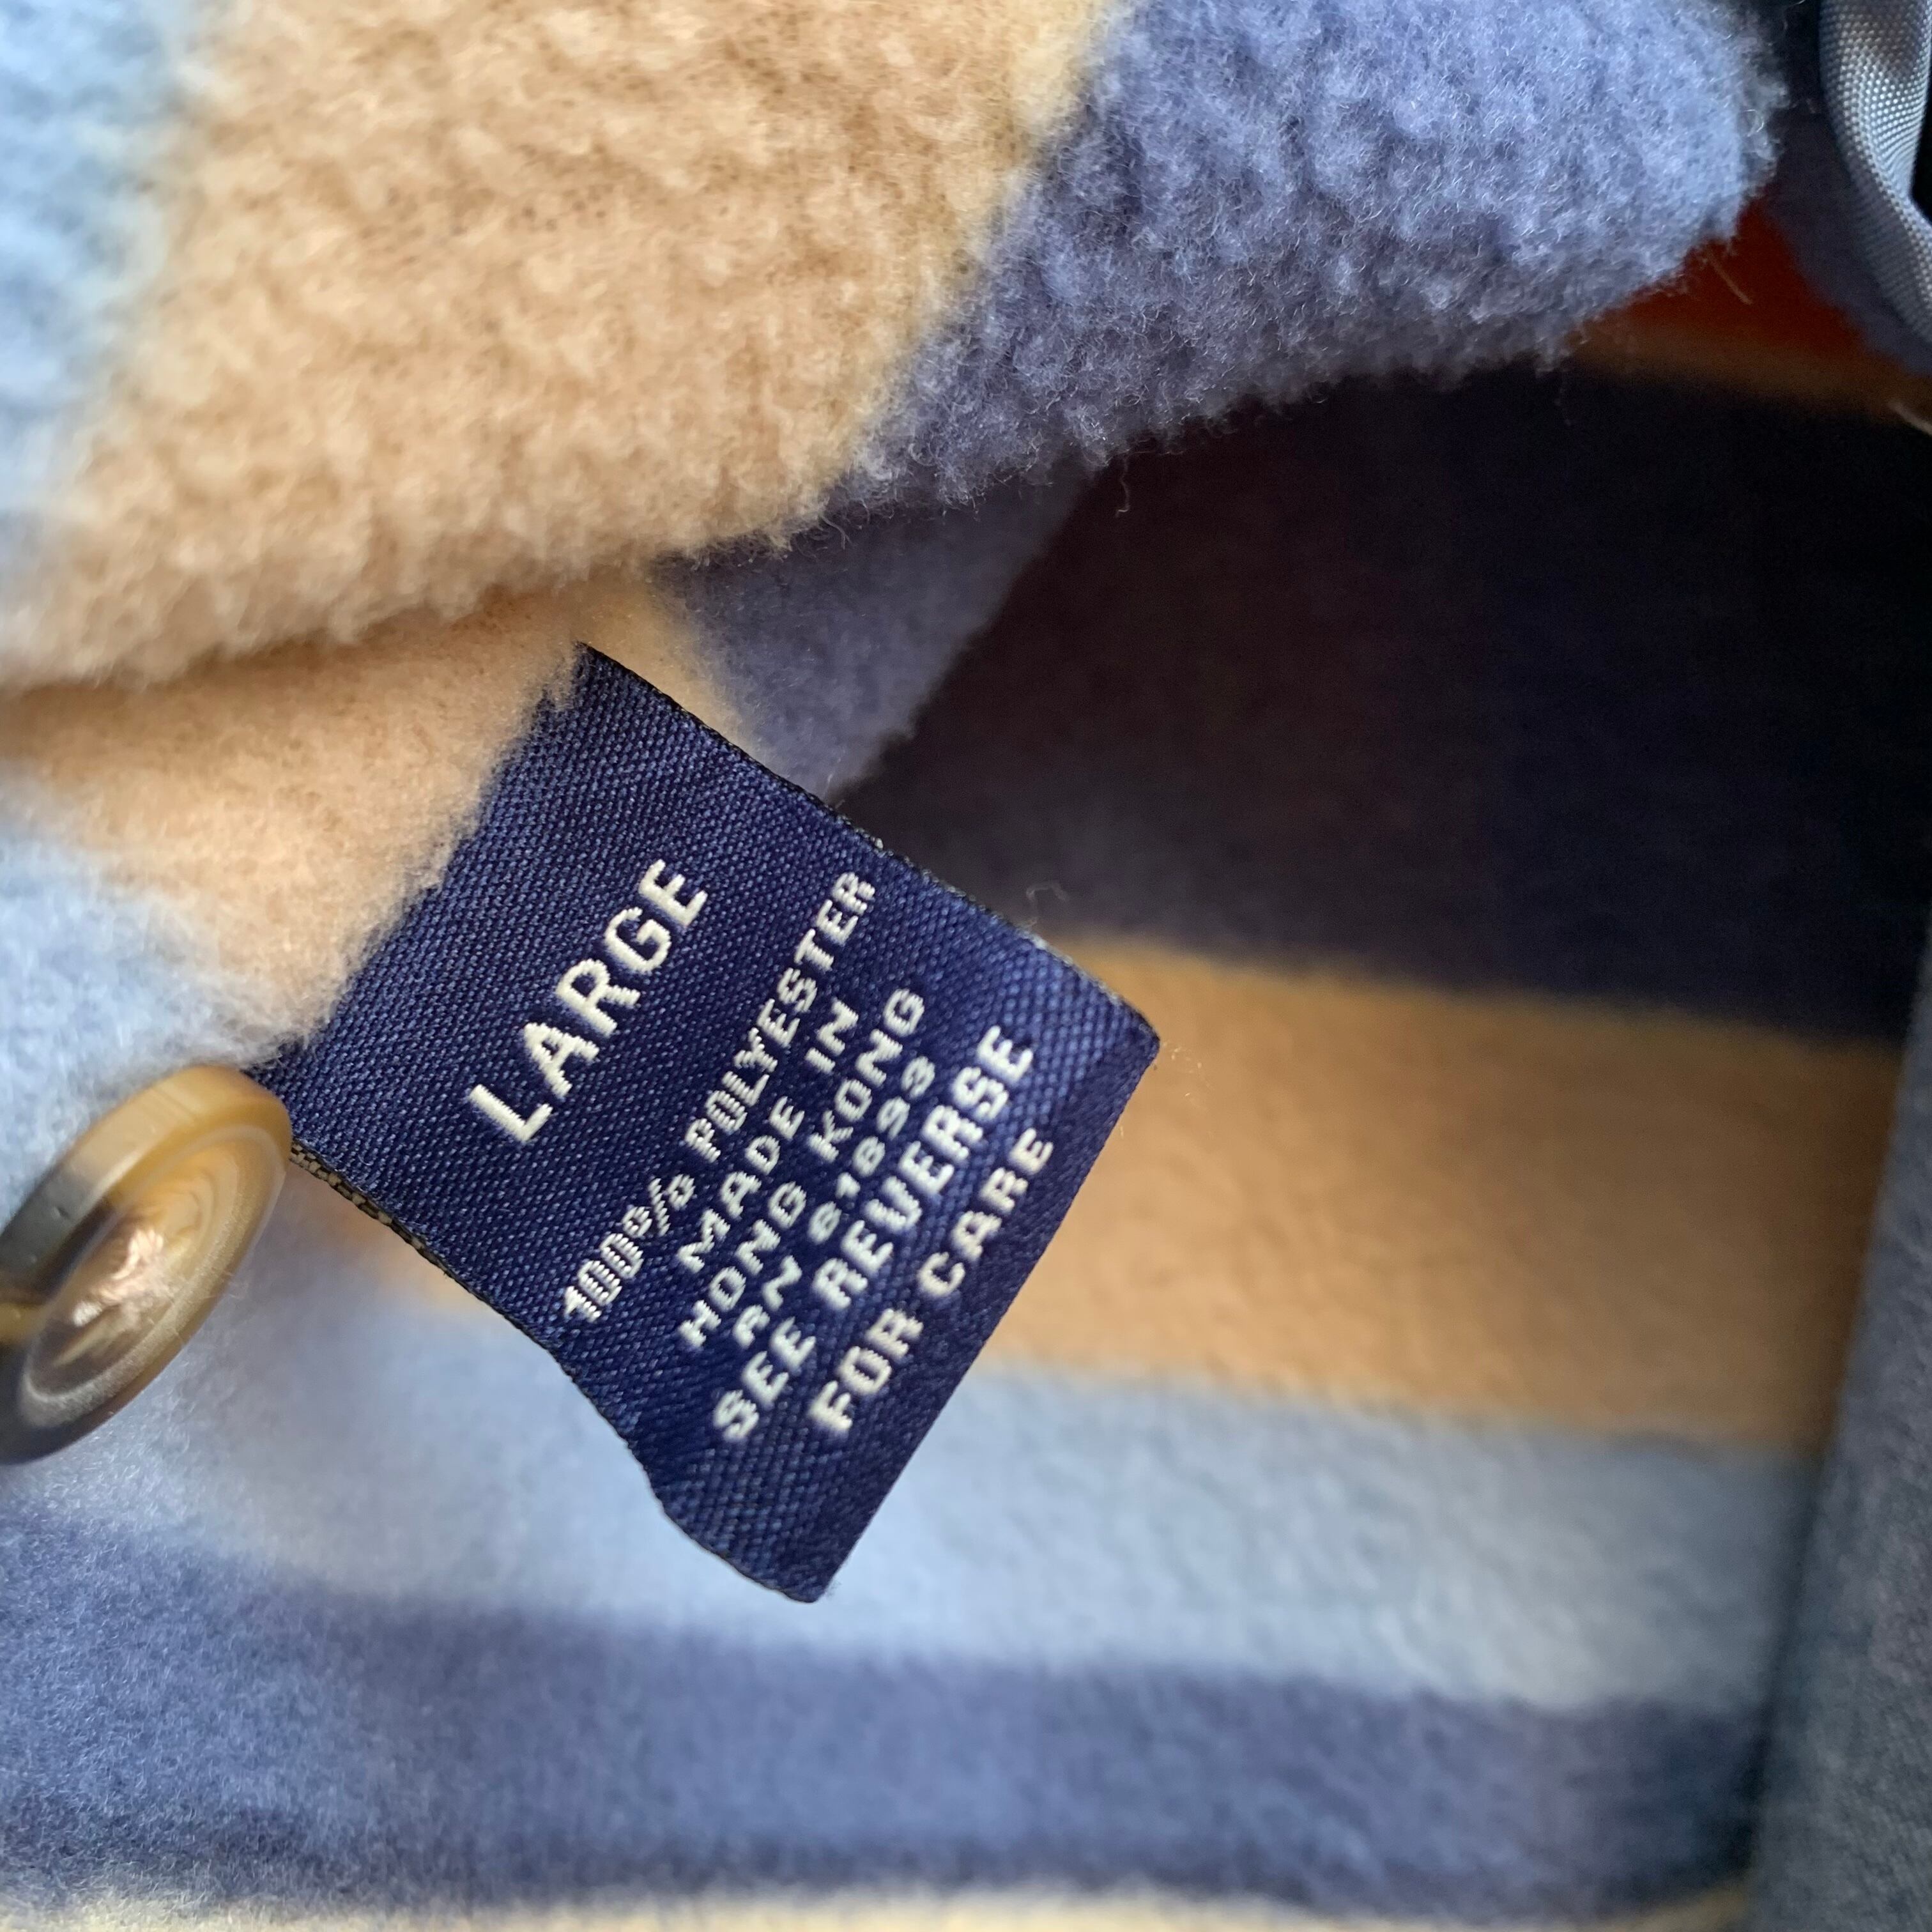 LARGE
100% POLYESTER
MADE IN
HONG KONG
RN 61893
SEE REVERSE
FOR CARE